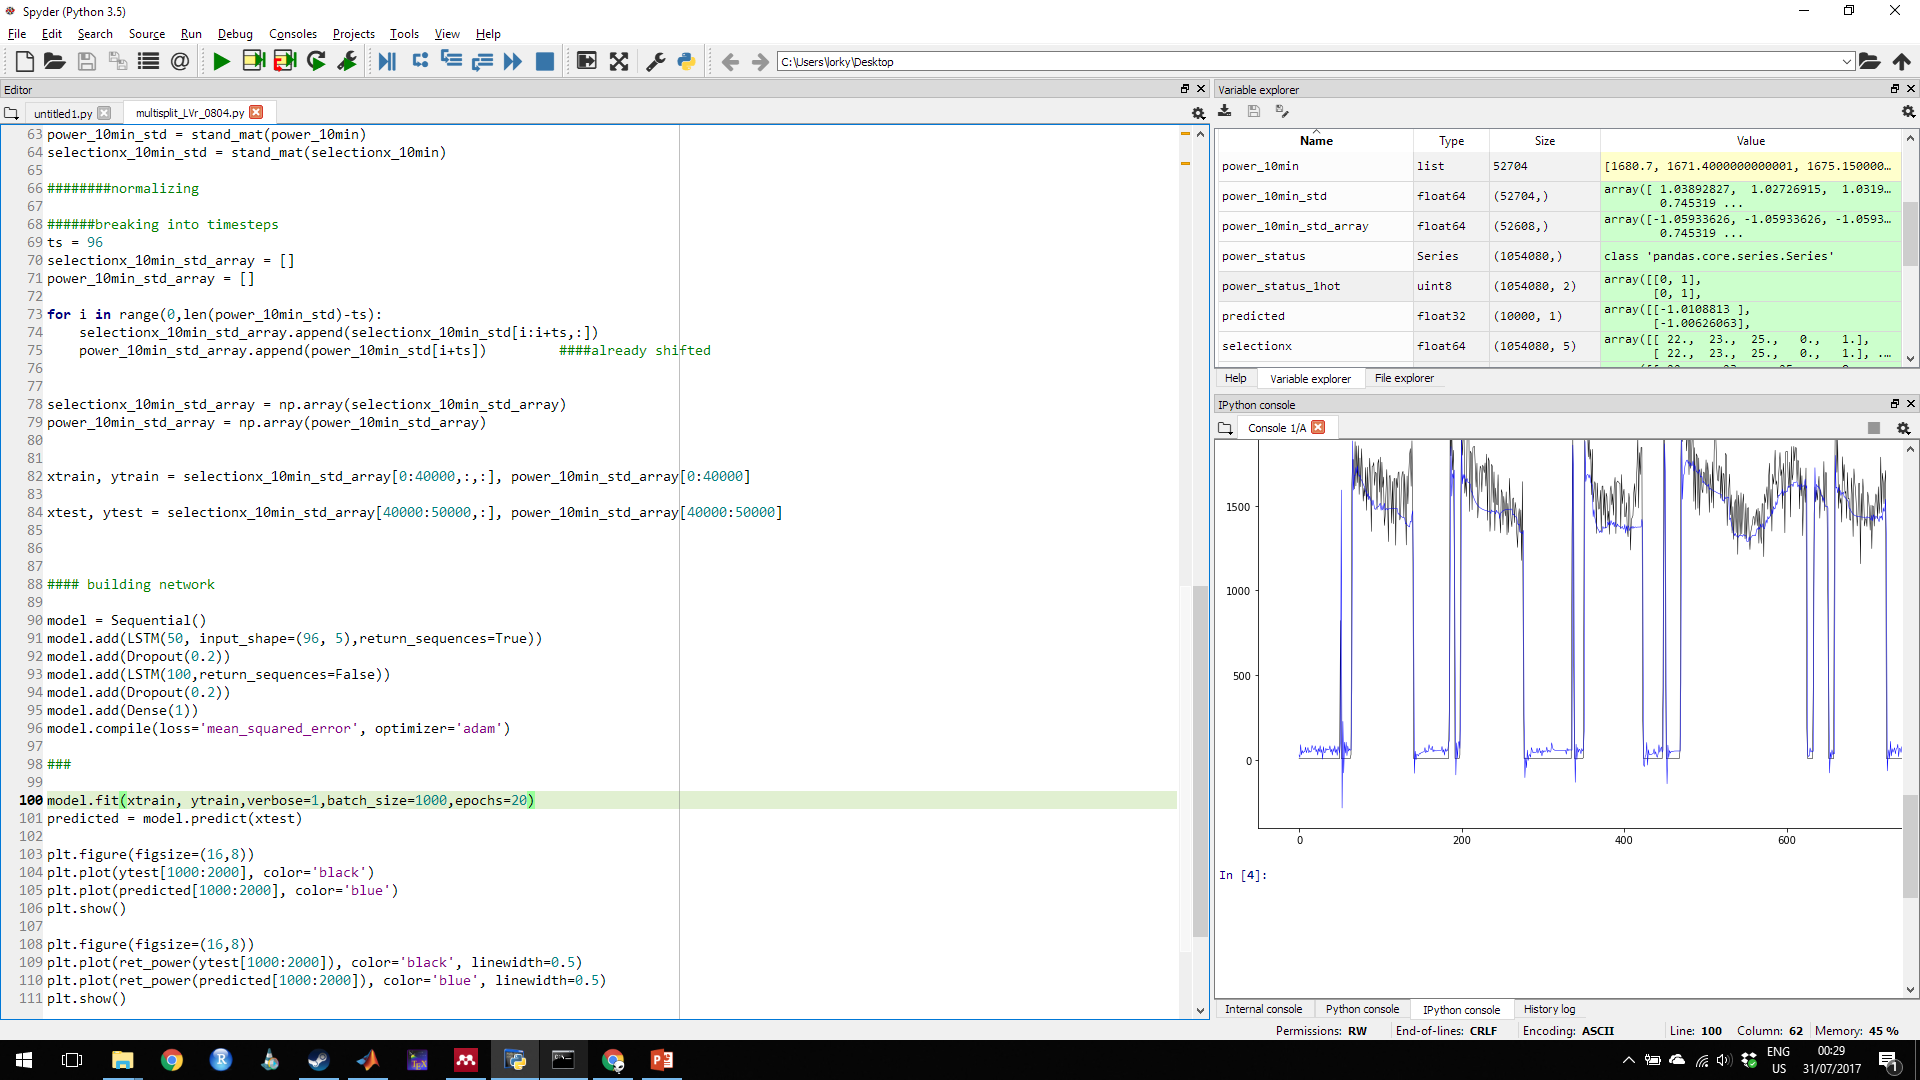 Spyder (Python 3.5)
File Edit Search Source Run Debug Consoles Projects Tools View Help
C:\Users\lorky\Desktop
Editor
untitled1.py multisplit_LVr_0804.py
63 power_10min_std = stand_mat(power_10min)
64 selectionx_10min_std = stand_mat(selectionx_10min)
65
66 ########normalizing
67
68 ######breaking into timesteps
69 ts = 96
70 selectionx_10min_std_array = []
71 power_10min_std_array = []
72
73 for i in range(0,len(power_10min_std)-ts):
74     selectionx_10min_std_array.append(selectionx_10min_std[i:i+ts,:])
75     power_10min_std_array.append(power_10min_std[i+ts])         ####already shifted
76
77
78 selectionx_10min_std_array = np.array(selectionx_10min_std_array)
79 power_10min_std_array = np.array(power_10min_std_array)
80
81
82 xtrain, ytrain = selectionx_10min_std_array[0:40000,:,:], power_10min_std_array[0:40000]
83
84 xtest, ytest = selectionx_10min_std_array[40000:50000,:], power_10min_std_array[40000:50000]
85
86
87
88 #### building network
89
90 model = Sequential()
91 model.add(LSTM(50, input_shape=(96, 5),return_sequences=True))
92 model.add(Dropout(0.2))
93 model.add(LSTM(100,return_sequences=False))
94 model.add(Dropout(0.2))
95 model.add(Dense(1))
96 model.compile(loss='mean_squared_error', optimizer='adam')
97
98 ###
99
100 model.fit(xtrain, ytrain,verbose=1,batch_size=1000,epochs=20)
101 predicted = model.predict(xtest)
102
103 plt.figure(figsize=(16,8))
104 plt.plot(ytest[1000:2000], color='black')
105 plt.plot(predicted[1000:2000], color='blue')
106 plt.show()
107
108 plt.figure(figsize=(16,8))
109 plt.plot(ret_power(ytest[1000:2000]), color='black', linewidth=0.5)
110 plt.plot(ret_power(predicted[1000:2000]), color='blue', linewidth=0.5)
111 plt.show()
Variable explorer
Name Type Size Value
power_10min list 52704 [1680.7, 1671.4000000000001, 1675.150000…
power_10min_std float64 (52704,) array([ 1.03892827, 1.02726915, 1.0319…
0.745319 ...
power_10min_std_array float64 (52608,) array([-1.05933626, -1.05933626, -1.0593…
0.745319 ...
power_status Series (1054080,) class 'pandas.core.series.Series'
power_status_1hot uint8 (1054080, 2) array([[0, 1],
[0, 1],
predicted float32 (10000, 1) array([[-1.0108813 ],
[-1.00626063],
selectionx float64 (1054080, 5) array([[ 22., 23., 25., 0., 1.],
[ 22., 23., 25., 0., 1.], ...
Help Variable explorer File explorer
IPython console
Console 1/A
1500
1000
500
0
0 200 400 600
In [4]:
Internal console Python console IPython console History log
Permissions: RW End-of-lines: CRLF Encoding: ASCII Line: 100 Column: 62 Memory: 45 %
ENG
US
00:29
31/07/2017
1